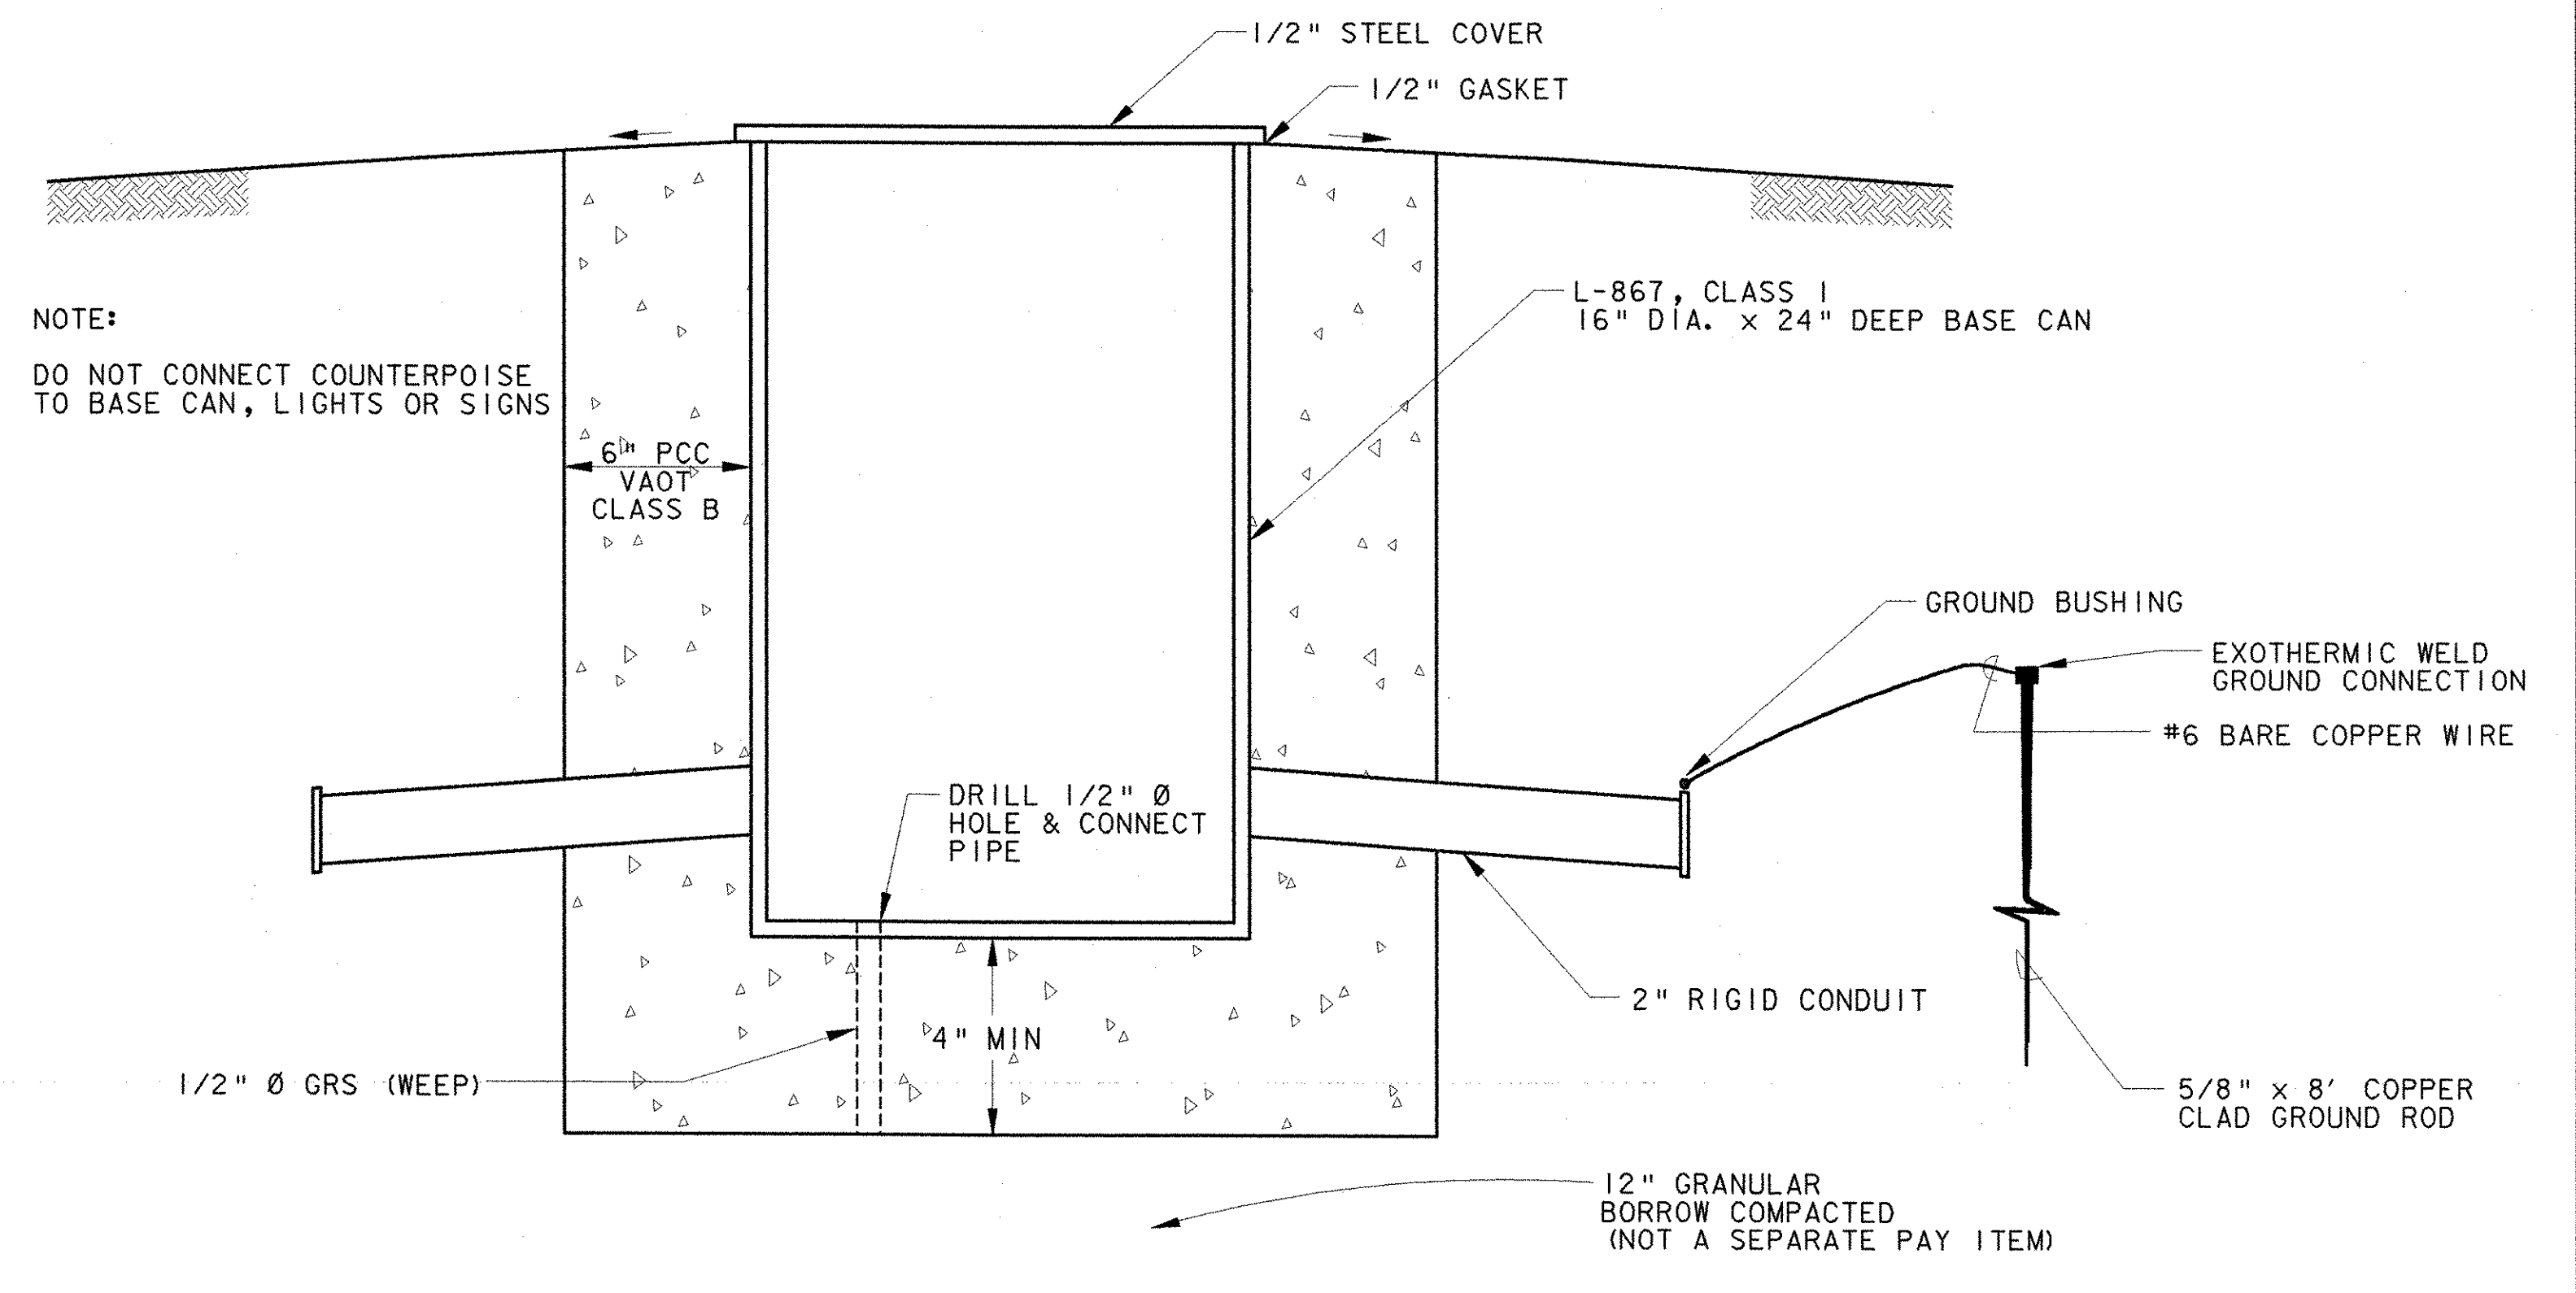 1/2" STEEL COVER
1/2" GASKET
L-867, CLASS 1
16" DIA. x 24" DEEP BASE CAN
NOTE:
DO NOT CONNECT COUNTERPOISE
TO BASE CAN, LIGHTS OR SIGNS
6" PCC
VAOT
CLASS B
GROUND BUSHING
EXOTHERMIC WELD
GROUND CONNECTION
#6 BARE COPPER WIRE
DRILL 1/2" Ø
HOLE & CONNECT
PIPE
2" RIGID CONDUIT
4" MIN
1/2" Ø GRS (WEEP)
5/8" x 8' COPPER
CLAD GROUND ROD
12" GRANULAR
BORROW COMPACTED
(NOT A SEPARATE PAY ITEM)